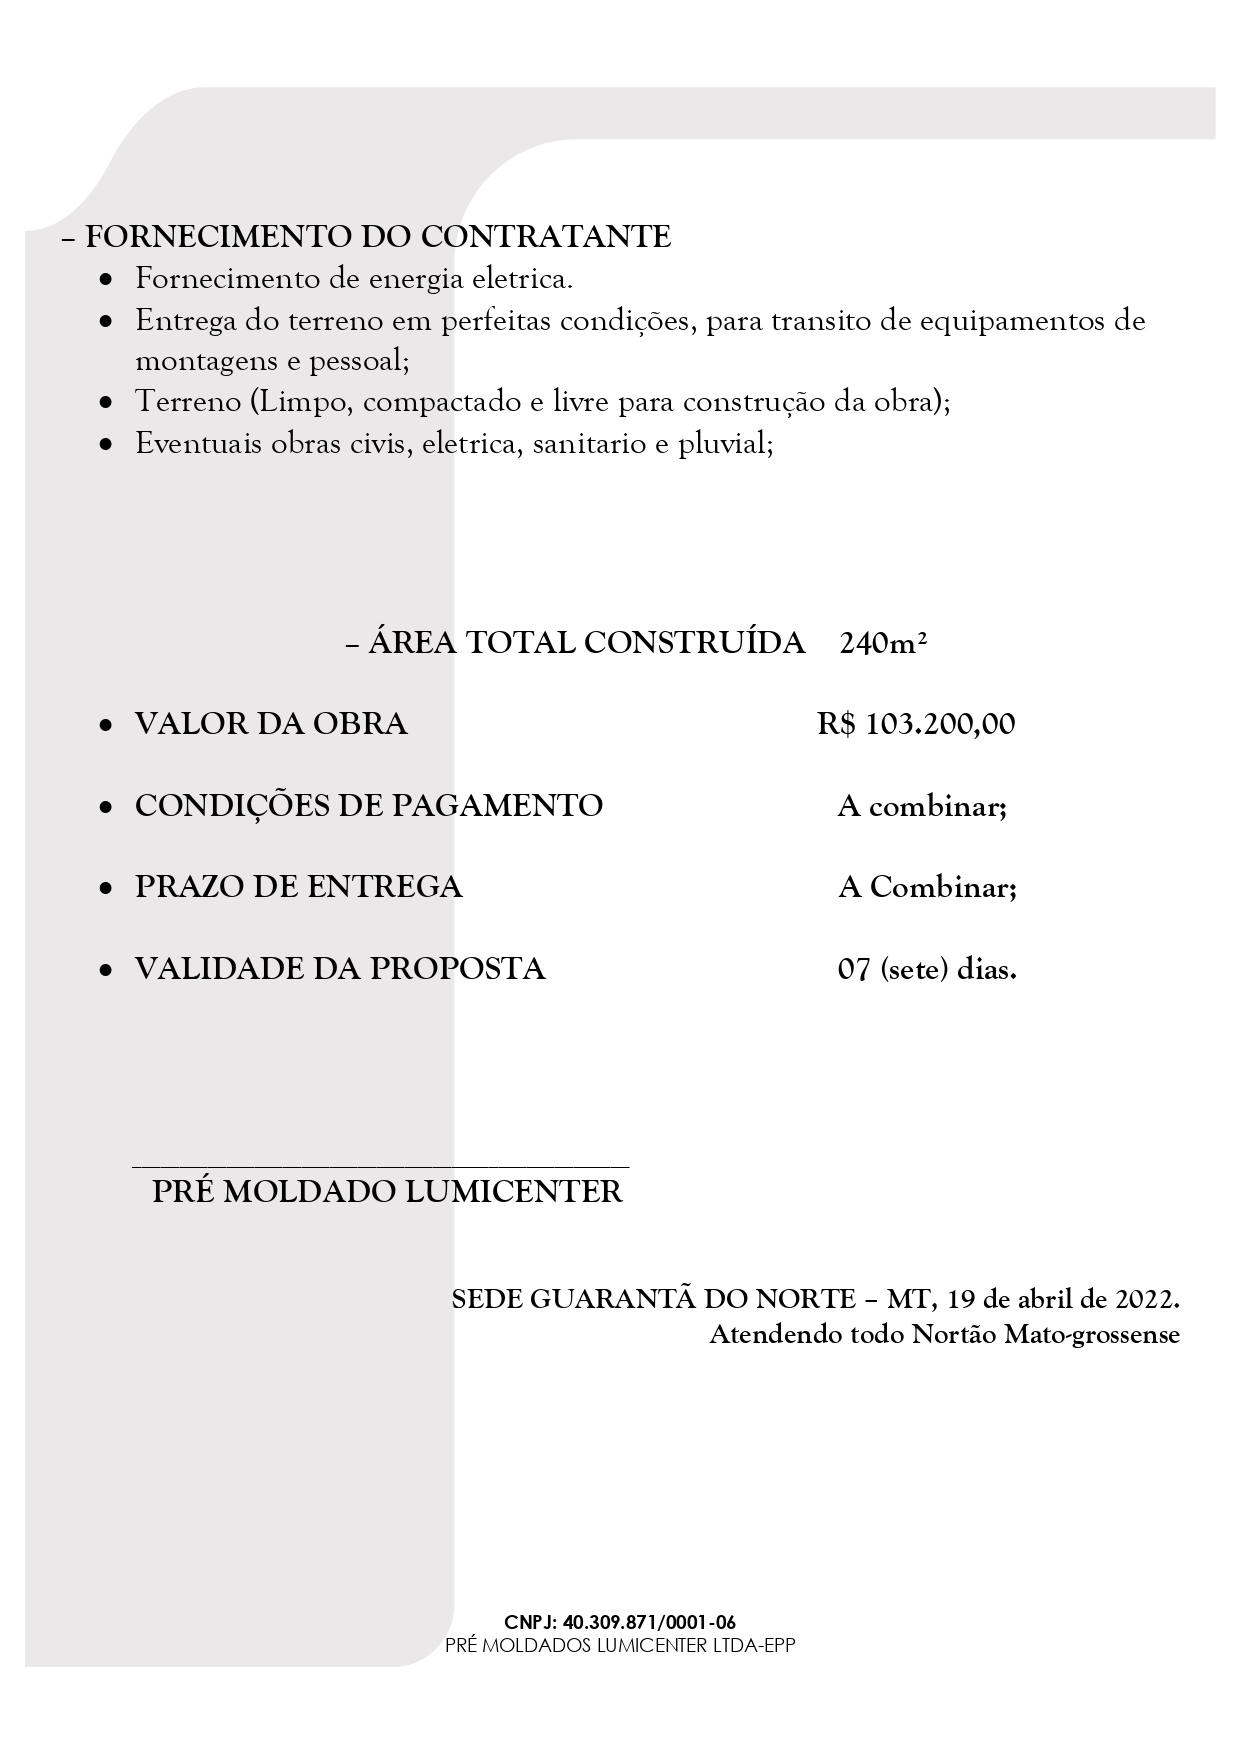 – FORNECIMENTO DO CONTRATANTE
• Fornecimento de energia eletrica.
• Entrega do terreno em perfeitas condições, para transito de equipamentos de
montagens e pessoal;
• Terreno (Limpo, compactado e livre para construção da obra);
• Eventuais obras civis, eletrica, sanitario e pluvial;
– ÁREA TOTAL CONSTRUÍDA 240m²
• VALOR DA OBRA R$ 103.200,00
• CONDIÇÕES DE PAGAMENTO A combinar;
• PRAZO DE ENTREGA A Combinar;
• VALIDADE DA PROPOSTA 07 (sete) dias.
PRÉ MOLDADO LUMICENTER
SEDE GUARANTÃ DO NORTE – MT, 19 de abril de 2022.
Atendendo todo Nortão Mato-grossense
CNPJ: 40.309.871/0001-06
PRÉ MOLDADOS LUMICENTER LTDA-EPP